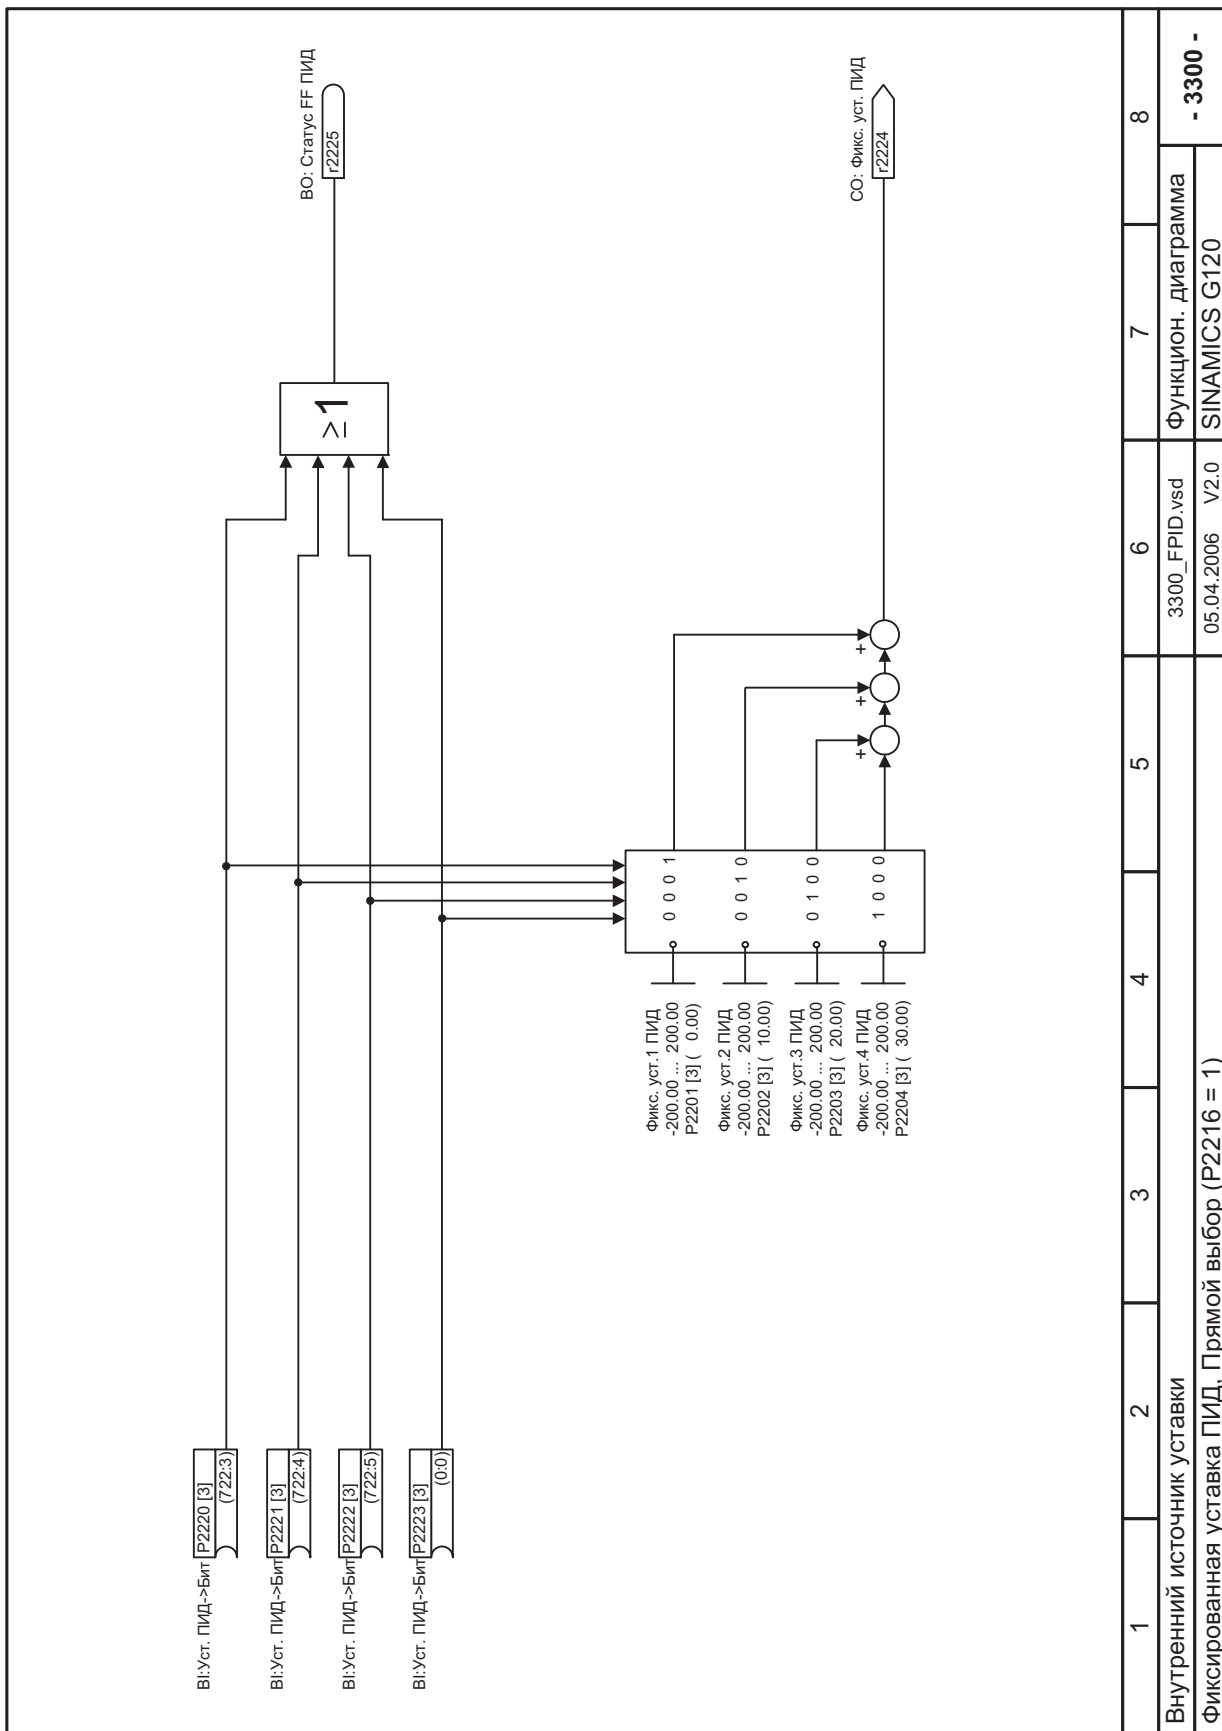 BI:Уст. ПИД->Бит
P2220 [3]
(722:3)
BI:Уст. ПИД->Бит
P2221 [3]
(722:4)
BI:Уст. ПИД->Бит
P2222 [3]
(722:5)
BI:Уст. ПИД->Бит
P2223 [3]
(0:0)
≥1
BO: Статус FF ПИД
r2225
Фикс. уст.1 ПИД
-200.00 ... 200.00
P2201 [3] ( 0.00)
0 0 0 1
Фикс. уст.2 ПИД
-200.00 ... 200.00
P2202 [3] ( 10.00)
0 0 1 0
Фикс. уст.3 ПИД
-200.00 ... 200.00
P2203 [3] ( 20.00)
0 1 0 0
Фикс. уст.4 ПИД
-200.00 ... 200.00
P2204 [3] ( 30.00)
1 0 0 0
+
+
+
CO: Фикс. уст. ПИД
r2224
1 2 3 4 5 6 7 8
Внутренний источник уставки
3300_FPID.vsd
Функцион. диаграмма
- 3300 -
Фиксированная уставка ПИД, Прямой выбор (P2216 = 1)
05.04.2006 V2.0
SINAMICS G120